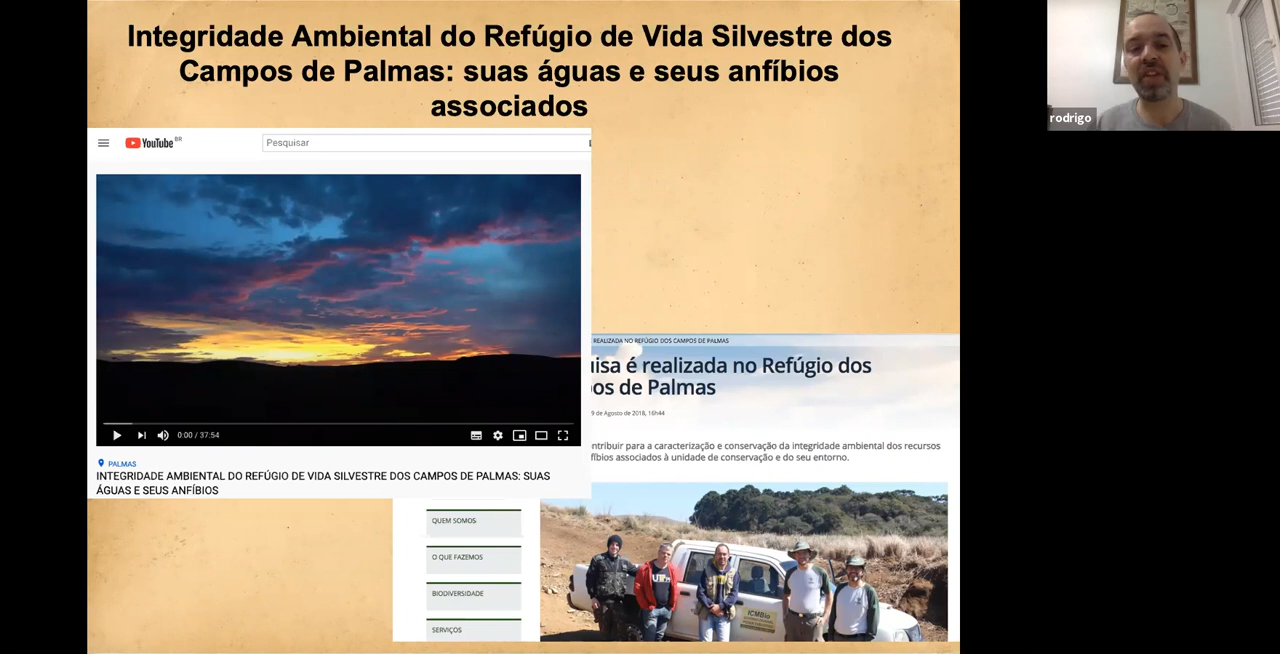 Integridade Ambiental do Refúgio de Vida Silvestre dos
Campos de Palmas: suas águas e seus anfíbios
associados
YouTube BR
Pesquisar
0:00 / 37:54
PALMAS
INTEGRIDADE AMBIENTAL DO REFÚGIO DE VIDA SILVESTRE DOS CAMPOS DE PALMAS: SUAS
ÁGUAS E SEUS ANFÍBIOS
REALIZADA NO REFÚGIO DOS CAMPOS DE PALMAS
uisa é realizada no Refúgio dos
os de Palmas
9 de Agosto de 2018, 16h44
ntribuir para a caracterização e conservação da integridade ambiental dos recursos
fíbios associados à unidade de conservação e do seu entorno.
QUEM SOMOS
O QUE FAZEMOS
BIODIVERSIDADE
SERVIÇOS
ICMBio
rodrigo